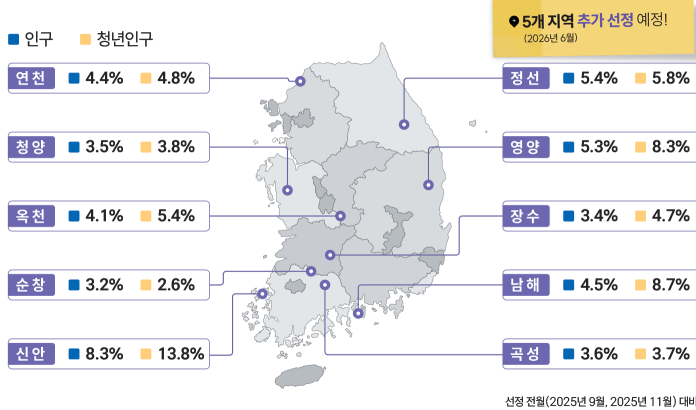 5개 지역 추가 선정 예정!
(2026년 6월)
인구 청년인구
연천 4.4% 4.8%
정선 5.4% 5.8%
청양 3.5% 3.8%
영양 5.3% 8.3%
옥천 4.1% 5.4%
장수 3.4% 4.7%
순창 3.2% 2.6%
남해 4.5% 8.7%
신안 8.3% 13.8%
곡성 3.6% 3.7%
선정 전월(2025년 9월, 2025년 11월) 대비